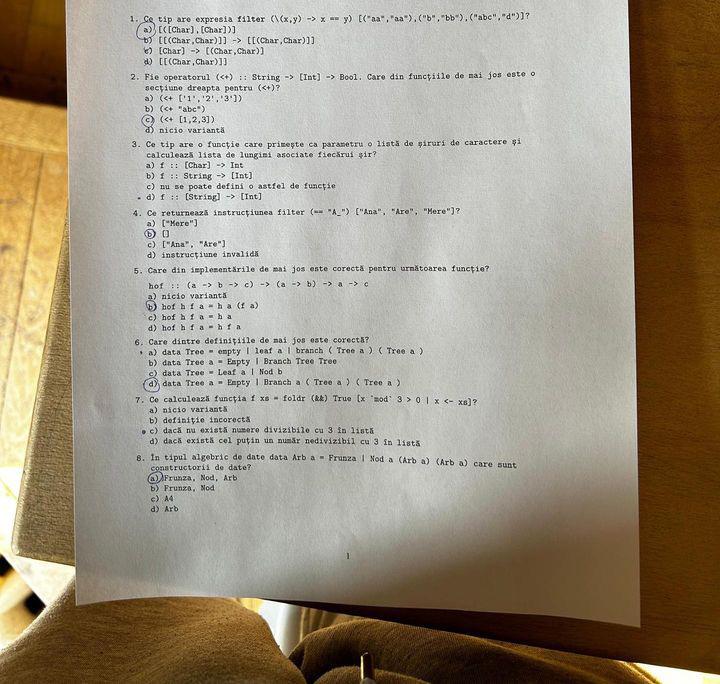 1. Ce tip are expresia filter (\(x,y) -> x == y) [("aa","aa"),("b","bb"),("abc","d")]?
a) [([Char],[Char])]
b) [[(Char,Char)]] -> [[(Char,Char)]]
c) [Char] -> [(Char,Char)]
d) [[(Char,Char)]]
2. Fie operatorul (<+) :: String -> [Int] -> Bool. Care din funcțiile de mai jos este o
secțiune dreapta pentru (<+)?
a) (<+ ['1','2','3'])
b) (<+ "abc")
c) (<+ [1,2,3])
d) nicio variantă
3. Ce tip are o funcție care primește ca parametru o listă de șiruri de caractere și
calculează lista de lungimi asociate fiecărui șir?
a) f :: [Char] -> Int
b) f :: String -> [Int]
c) nu se poate defini o astfel de funcție
d) f :: [String] -> [Int]
4. Ce returnează instrucțiunea filter (== "A_") ["Ana", "Are", "Mere"]?
a) ["Mere"]
b) []
c) ["Ana", "Are"]
d) instrucțiune invalidă
5. Care din implementările de mai jos este corectă pentru următoarea funcție?
hof :: (a -> b -> c) -> (a -> b) -> a -> c
a) nicio variantă
b) hof h f a = h a (f a)
c) hof h f a = h a
d) hof h f a = h f a
6. Care dintre definițiile de mai jos este corectă?
a) data Tree = empty | leaf a | branch ( Tree a ) ( Tree a )
b) data Tree a = Empty | Branch Tree Tree
c) data Tree = Leaf a | Nod b
d) data Tree a = Empty | Branch a ( Tree a ) ( Tree a )
7. Ce calculează funcția f xs = foldr (&&) True [x `mod` 3 > 0 | x <- xs]?
a) nicio variantă
b) definiție incorectă
c) dacă nu există numere divizibile cu 3 în listă
d) dacă există cel puțin un număr nedivizibil cu 3 în listă
8. În tipul algebric de date data Arb a = Frunza | Nod a (Arb a) (Arb a) care sunt
constructorii de date?
a) Frunza, Nod, Arb
b) Frunza, Nod
c) A4
d) Arb
1